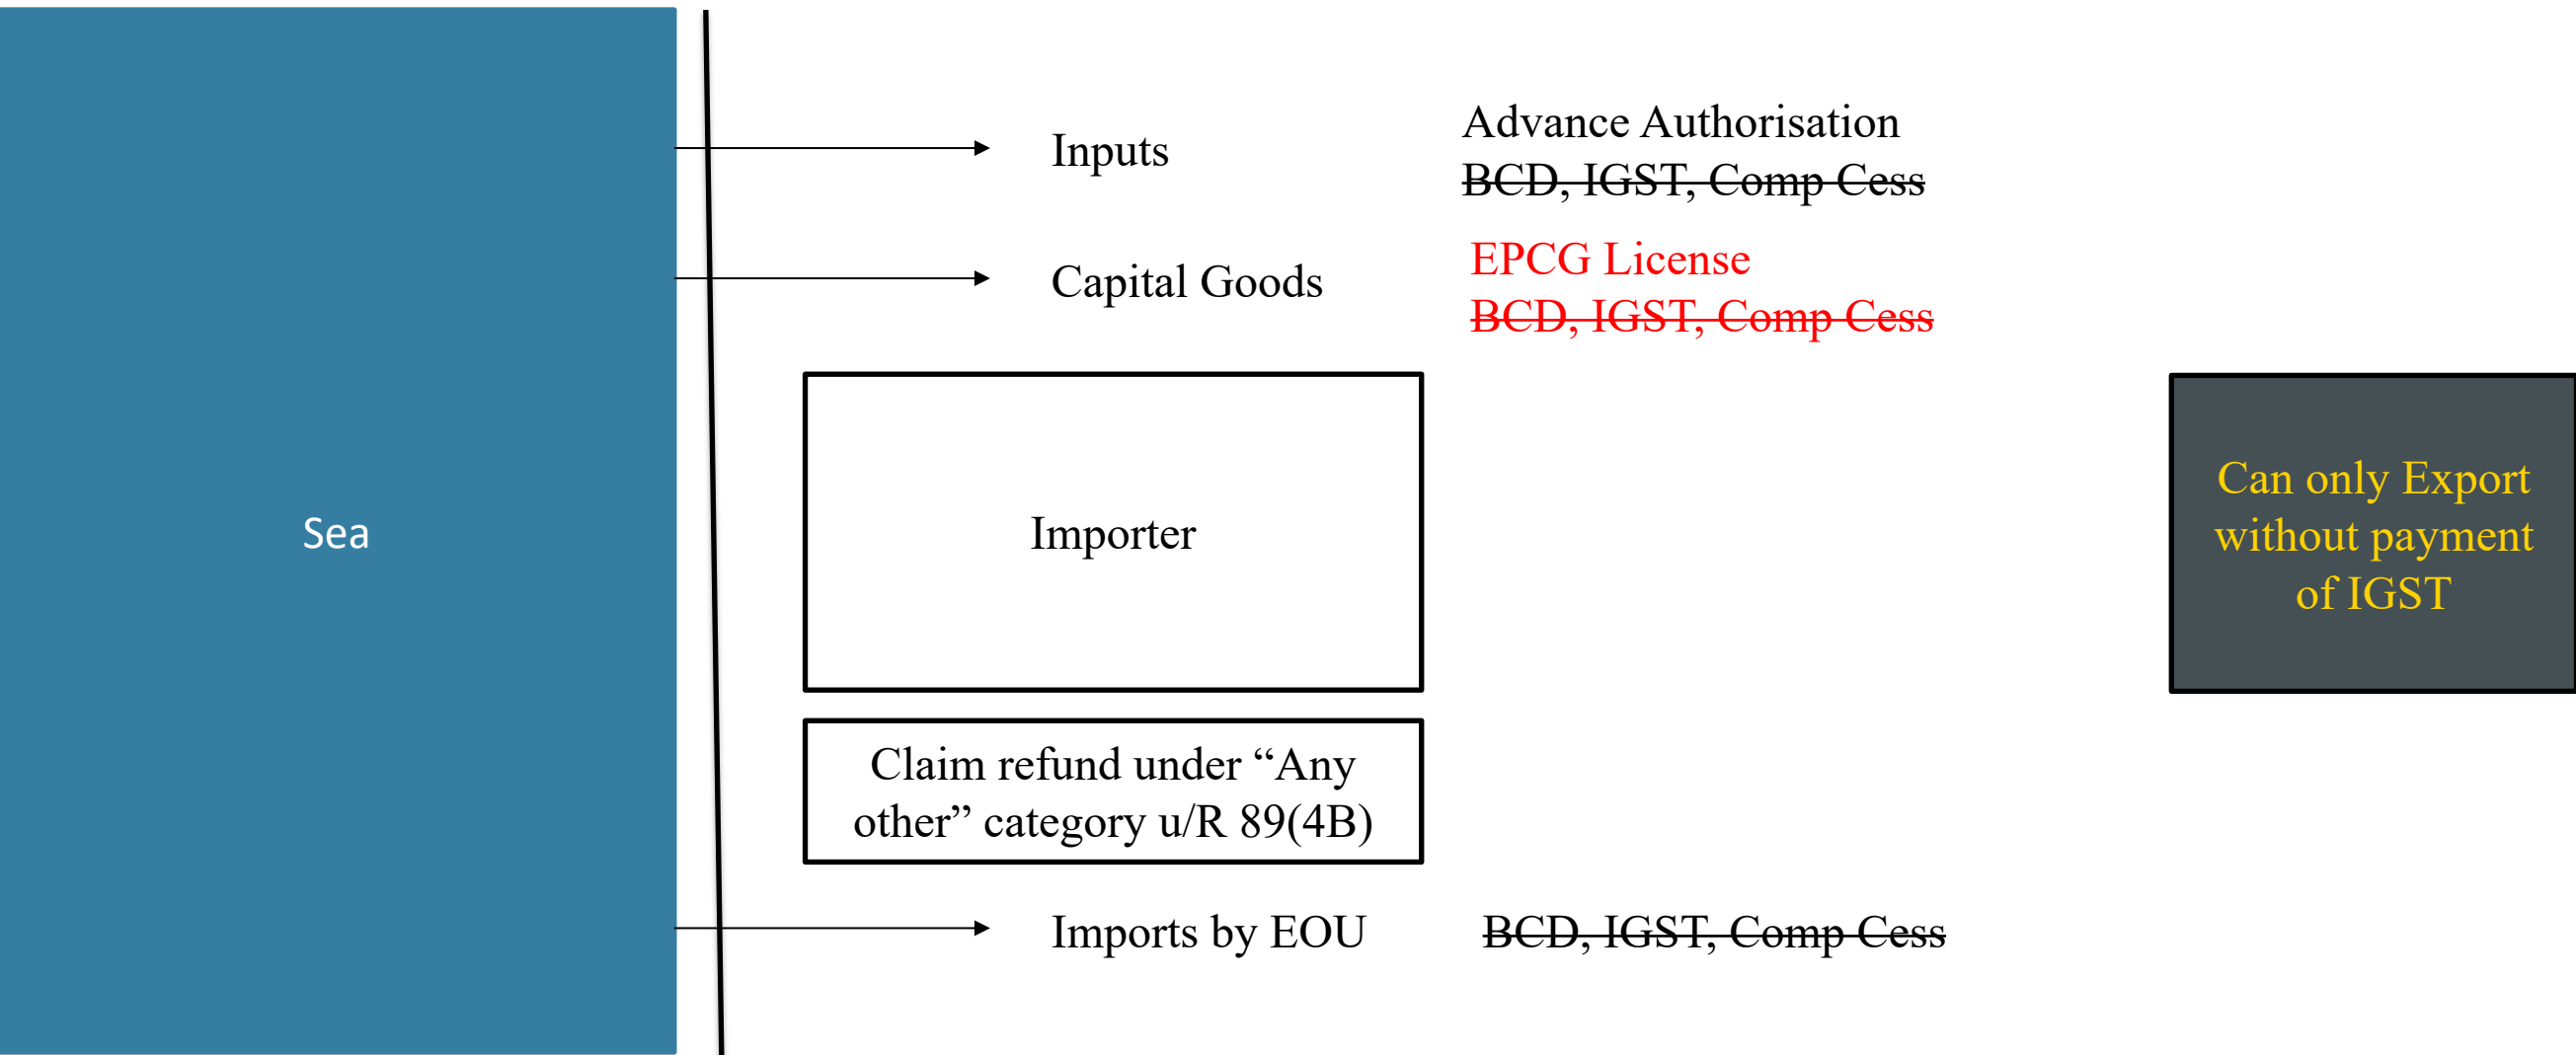 Inputs
Advance Authorisation
BCD, IGST, Comp Cess
Capital Goods
EPCG License
BCD, IGST, Comp Cess
Sea
Importer
Can only Export
without payment
of IGST
Claim refund under “Any
other” category u/R 89(4B)
Imports by EOU
BCD, IGST, Comp Cess